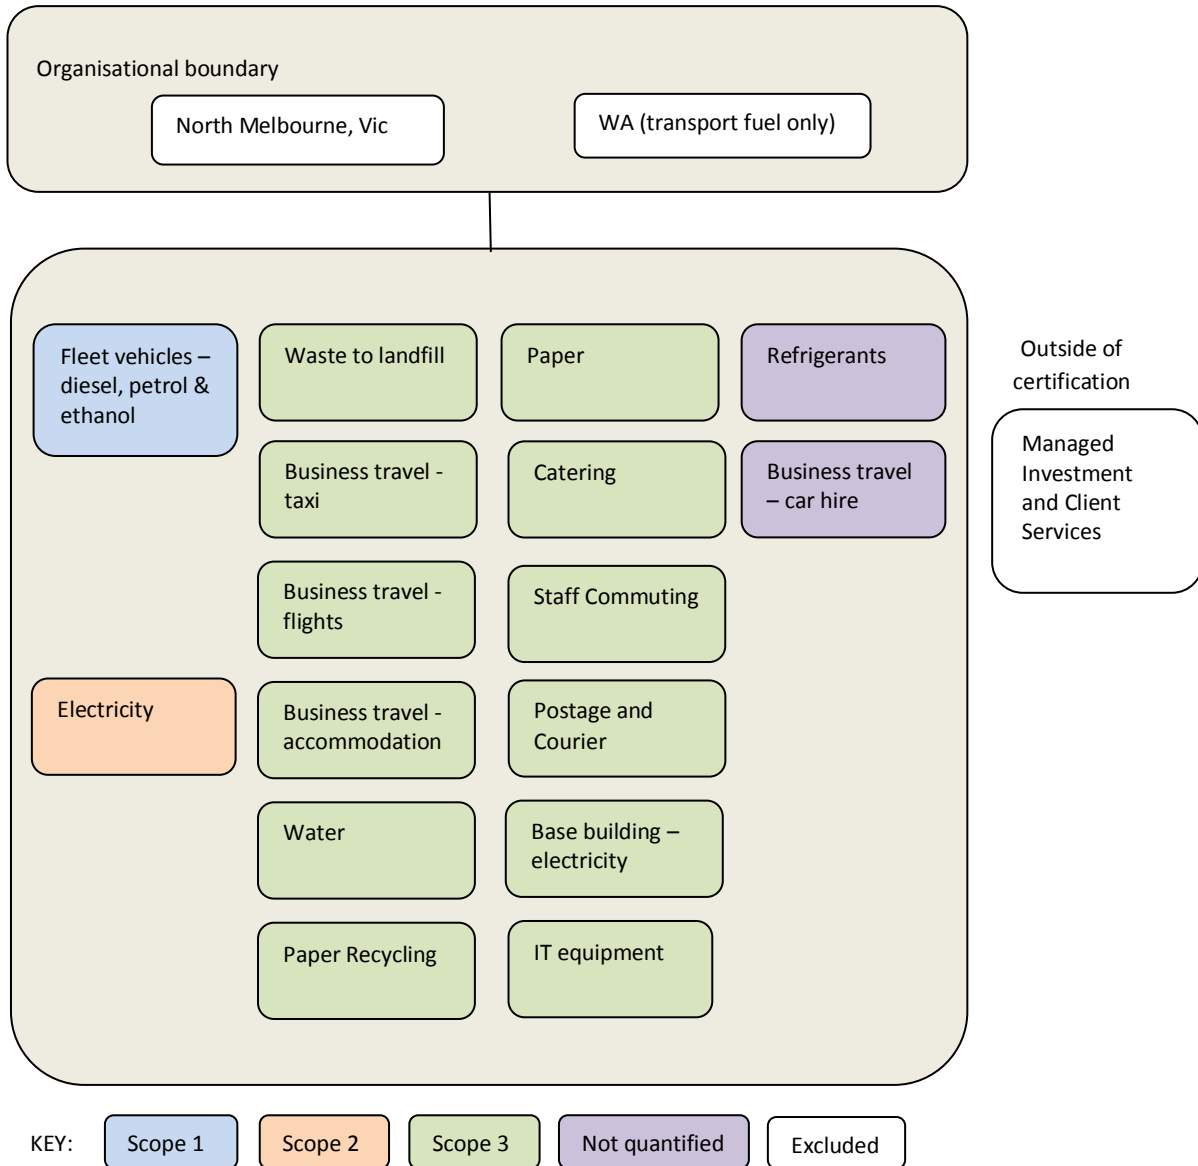 Organisational boundary
North Melbourne, Vic
WA (transport fuel only)
Fleet vehicles –
diesel, petrol &
ethanol
Waste to landfill
Paper
Refrigerants
Business travel -
taxi
Catering
Business travel
– car hire
Business travel -
flights
Staff Commuting
Electricity
Business travel -
accommodation
Postage and
Courier
Water
Base building –
electricity
Paper Recycling
IT equipment
Outside of
certification
Managed
Investment
and Client
Services
KEY:
Scope 1
Scope 2
Scope 3
Not quantified
Excluded